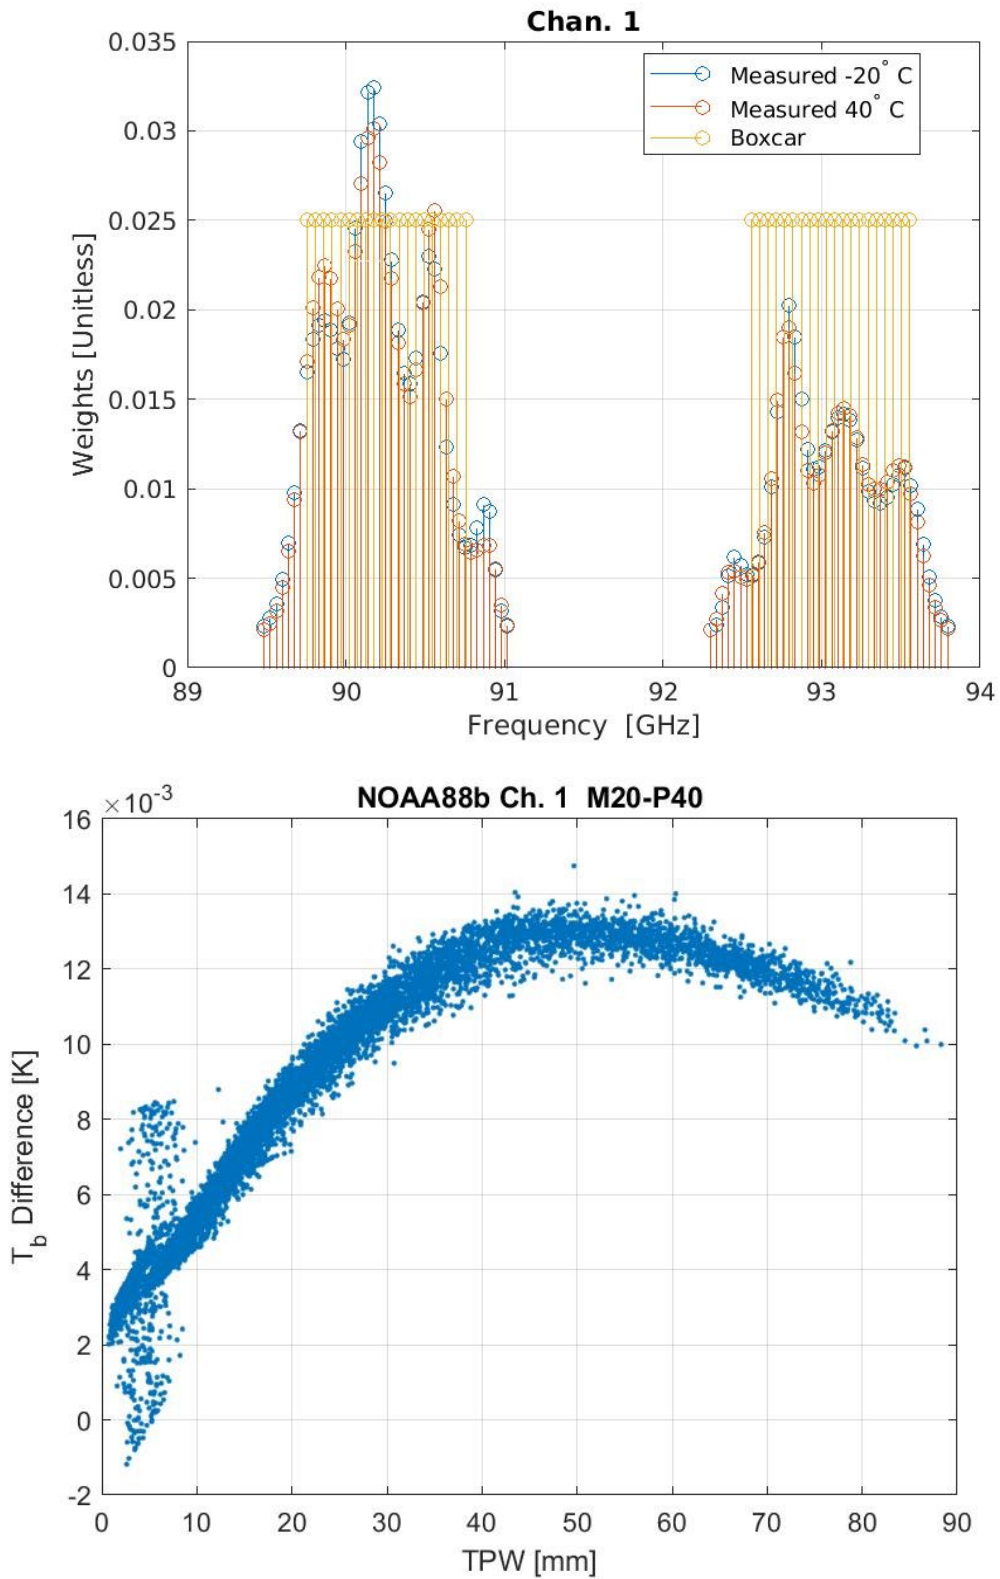 Chan. 1
0.035
0.03
0.025
0.02
0.015
0.01
0.005
0
Weights [Unitless]
Measured -20° C
Measured 40° C
Boxcar
89 90 91 92 93 94
Frequency [GHz]
NOAA88b Ch. 1 M20-P40
×10-3
16
14
12
10
8
6
4
2
0
-2
Tb Difference [K]
0 10 20 30 40 50 60 70 80 90
TPW [mm]